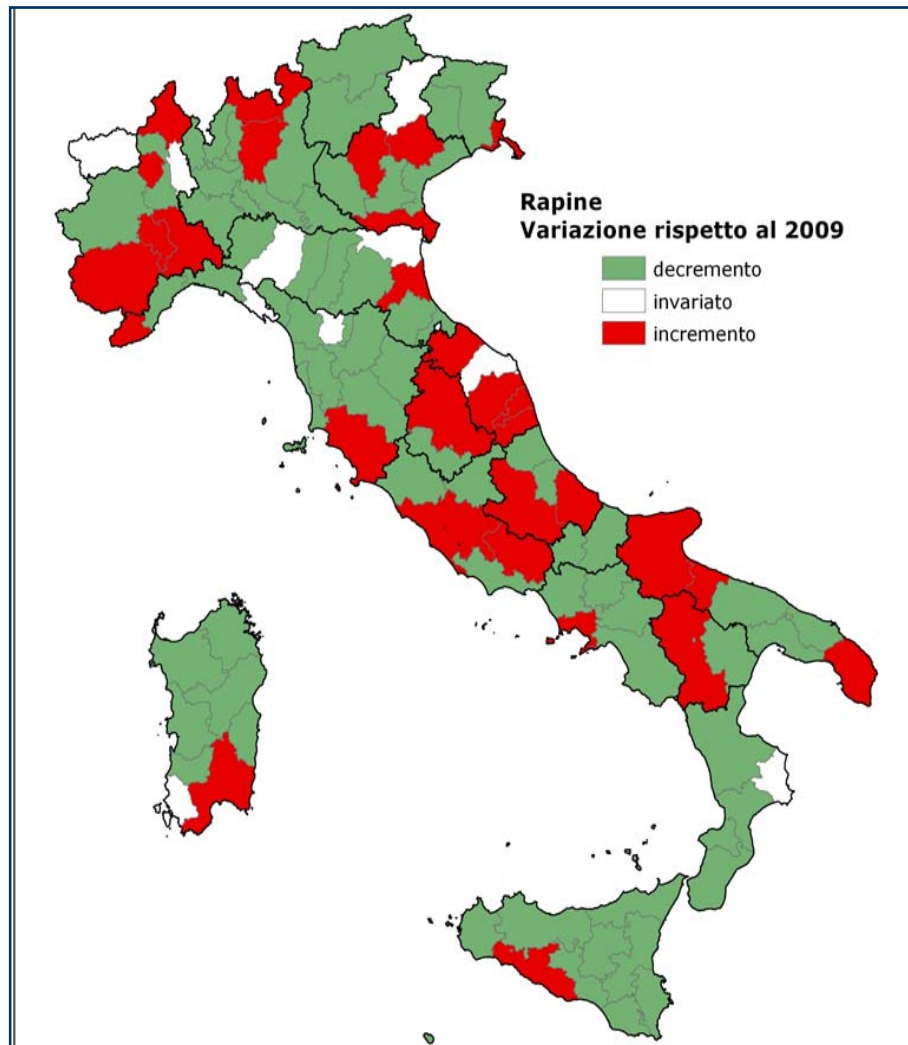 Rapine
Variazione rispetto al 2009
decremento
invariato
incremento